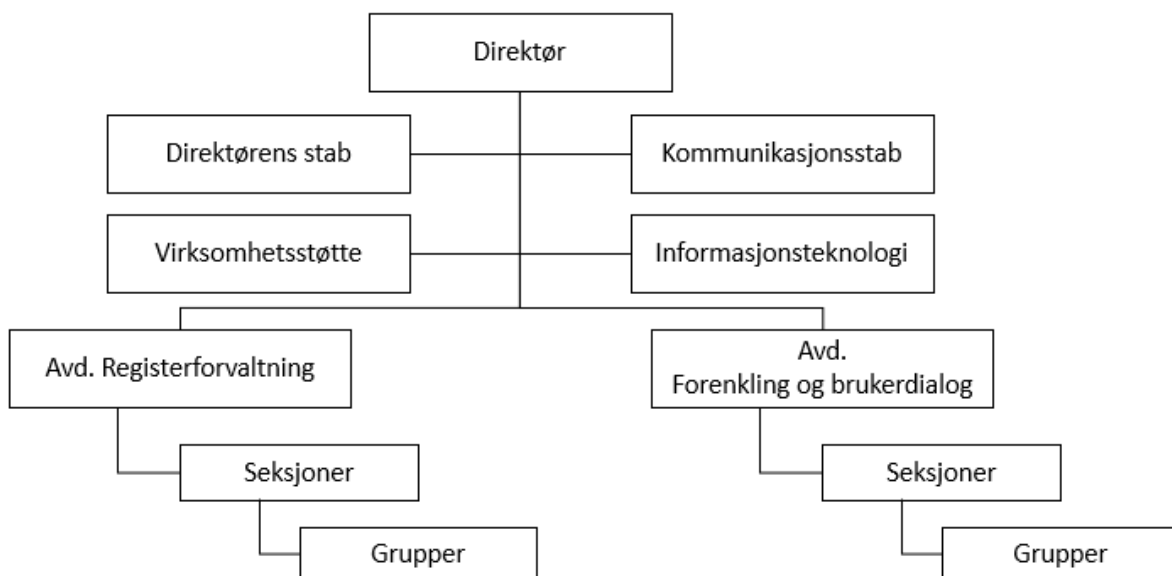 Direktør
Direktørens stab
Kommunikasjonsstab
Virksomhetsstøtte
Informasjonsteknologi
Avd. Registerforvaltning
Avd.
Forenkling og brukerdialog
Seksjoner
Seksjoner
Grupper
Grupper